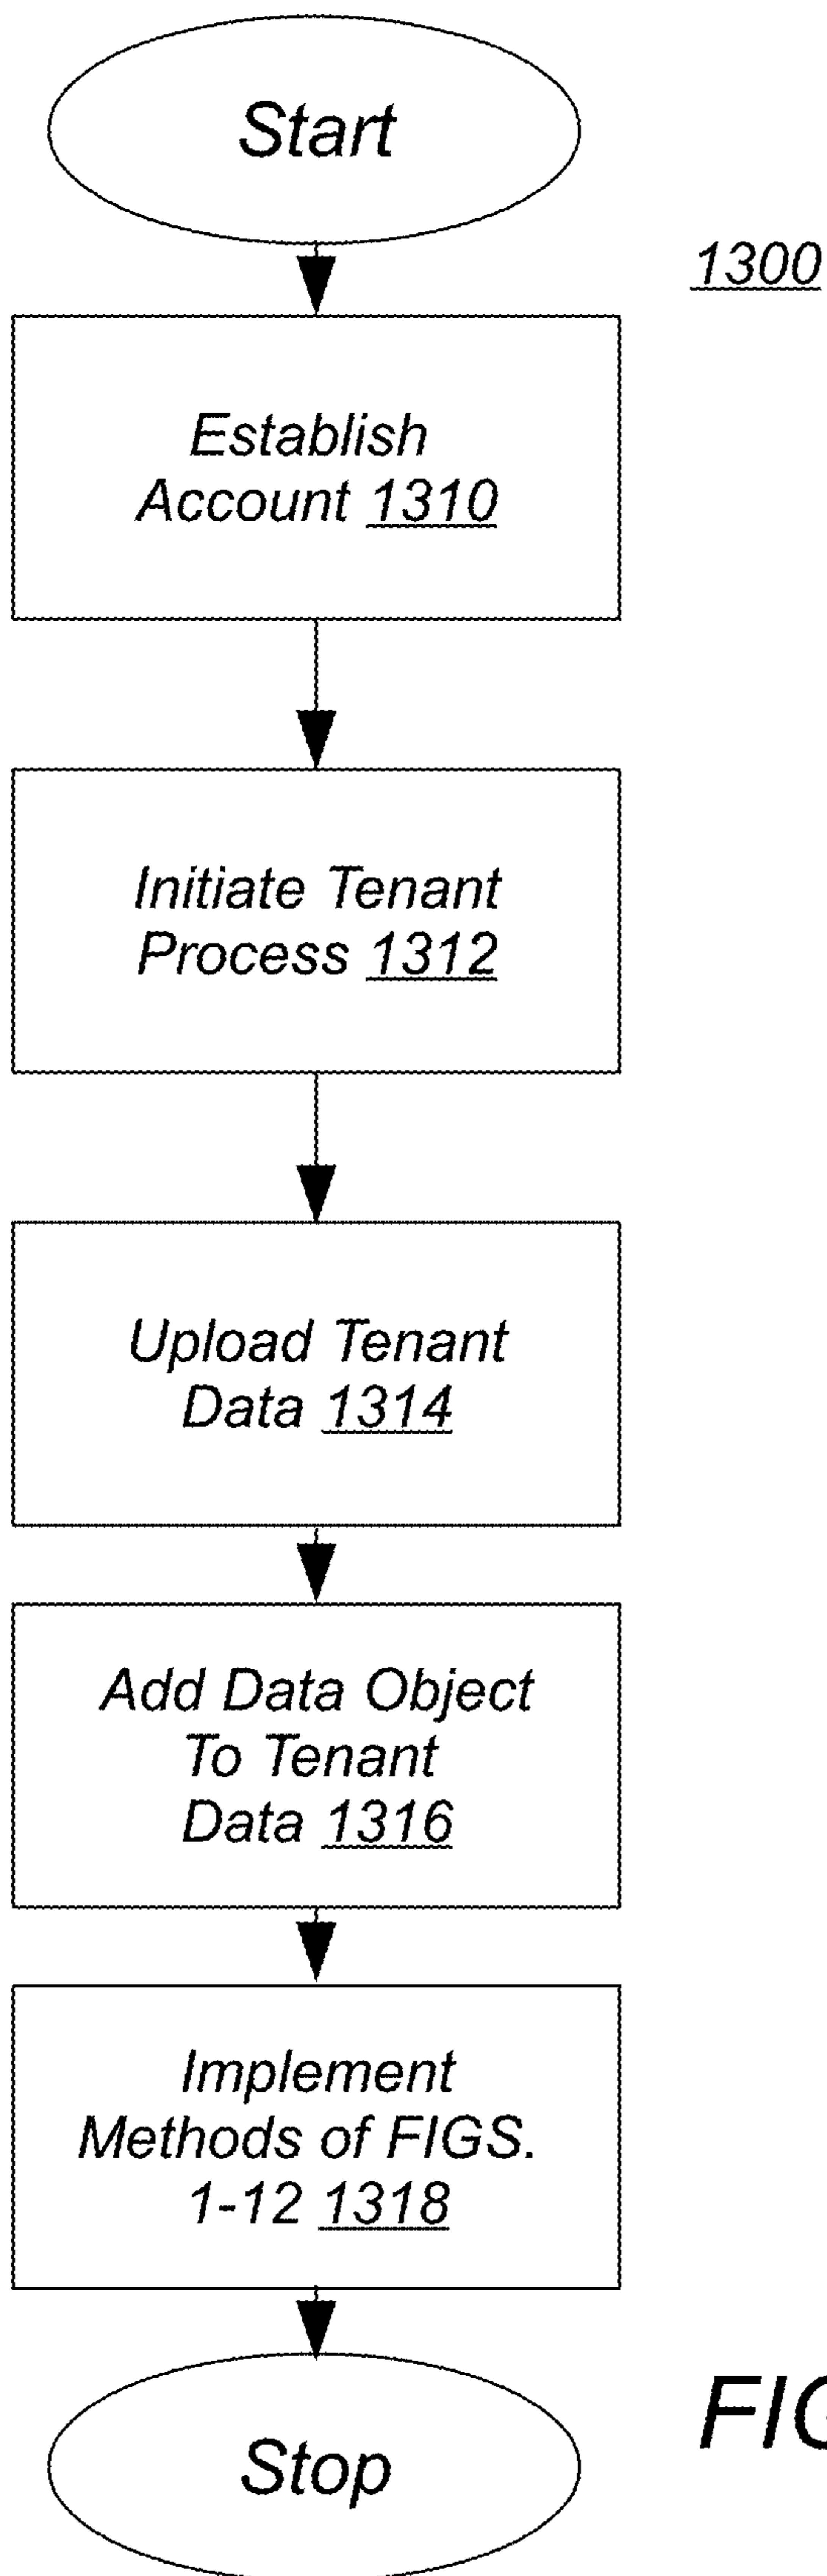 Start
1300
Establish
Account 1310
Initiate Tenant
Process 1312
Upload Tenant
Data 1314
Add Data Object
To Tenant
Data 1316
Implement
Methods of FIGS.
1-12 1318
Stop